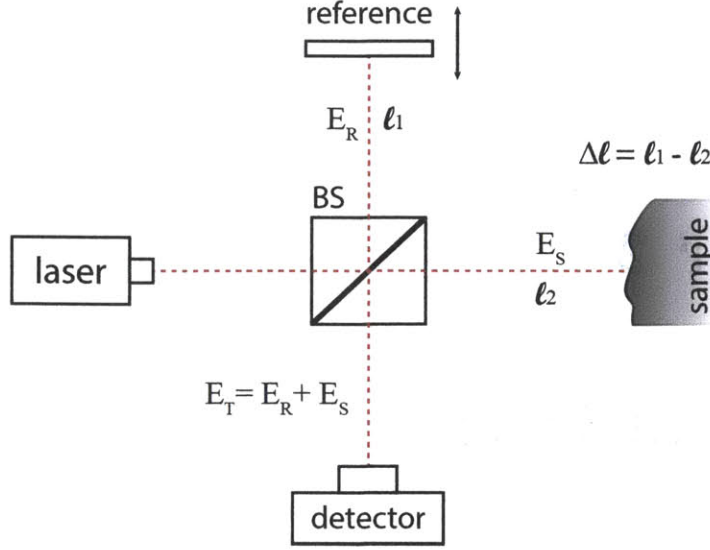 reference
E_R ℓ1
Δℓ = ℓ1 - ℓ2
BS
laser
E_S
ℓ2
sample
E_T = E_R + E_S
detector